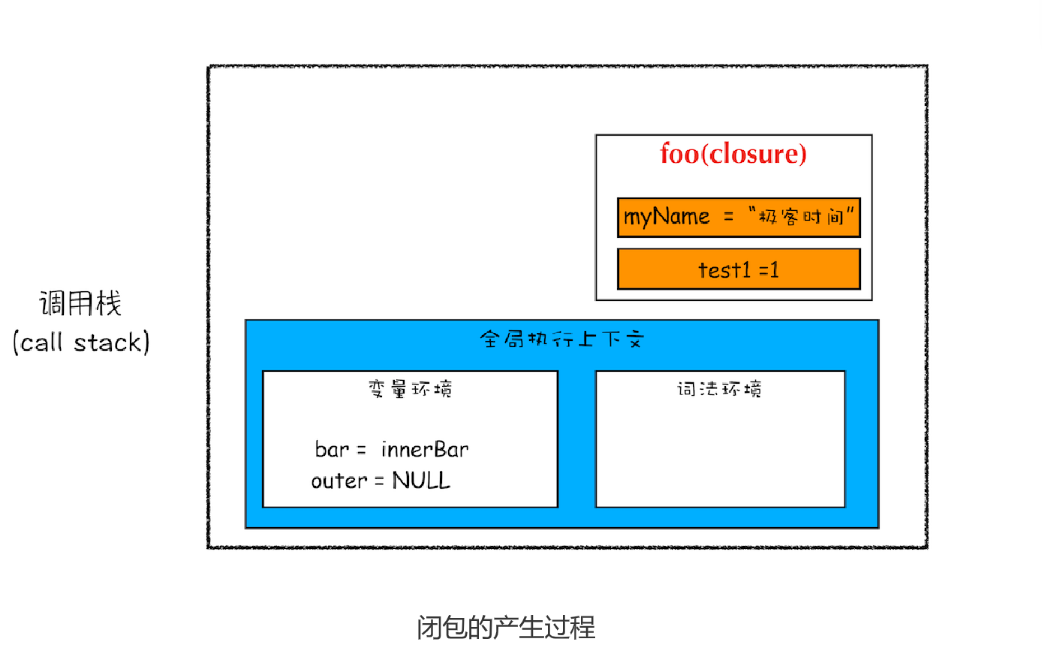 foo(closure)
myName = “极客时间”
test1 =1
调用栈
(call stack)
全局执行上下文
变量环境
词法环境
bar = innerBar
outer = NULL
闭包的产生过程